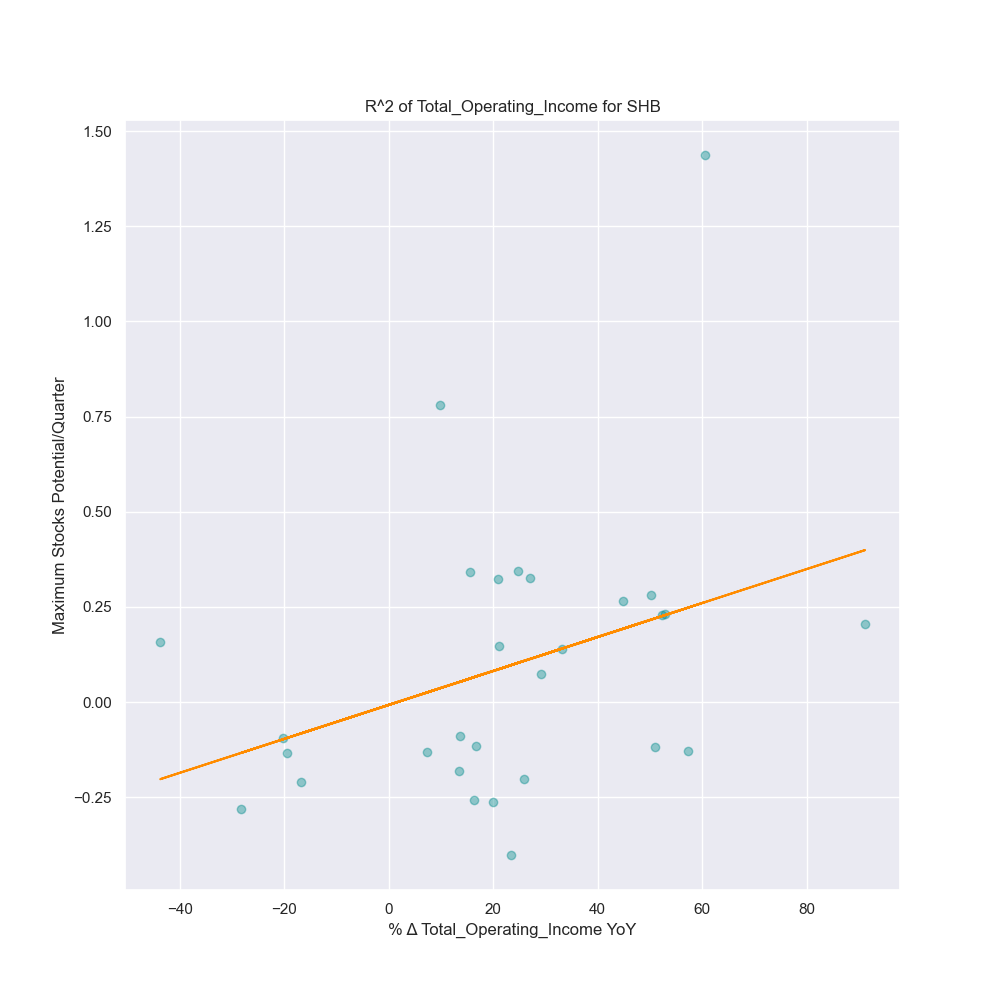 R^2 of Total_Operating_Income for SHB
1.50
1.25
1.00
0.75
0.50
0.25
0.00
−0.25
Maximum Stocks Potential/Quarter
−40 −20 0 20 40 60 80
% Δ Total_Operating_Income YoY